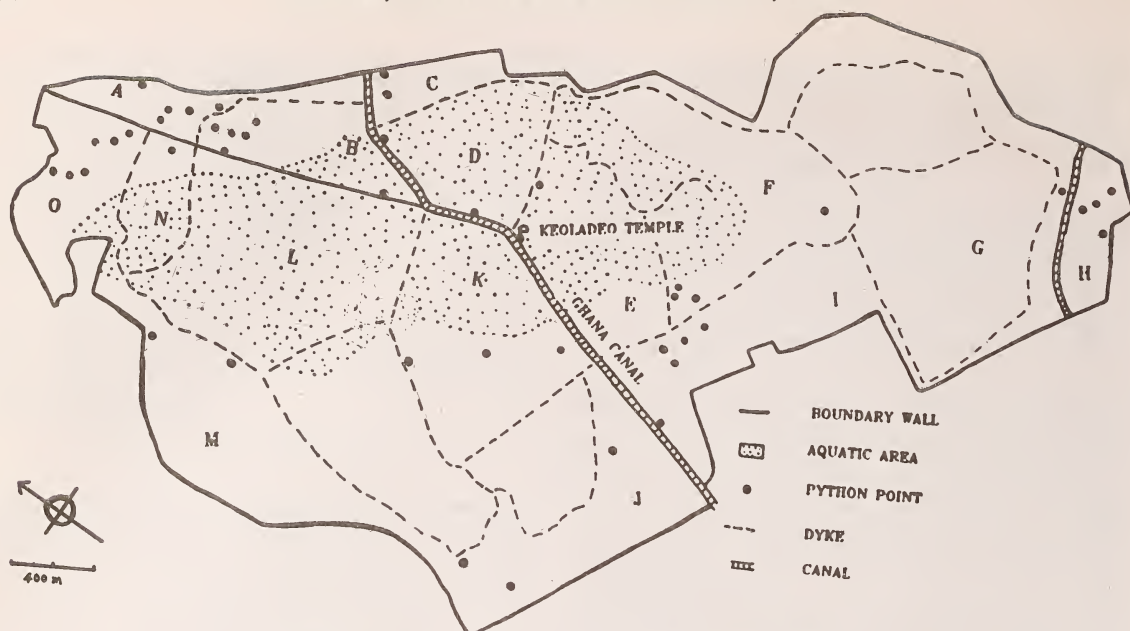 A
C
B
D
F
O
N
KEOLADEO TEMPLE
L
G
H
K
E
I
GHANA CANAL
M
J
BOUNDARY WALL
AQUATIC AREA
PYTHON POINT
DYKE
CANAL
400 m